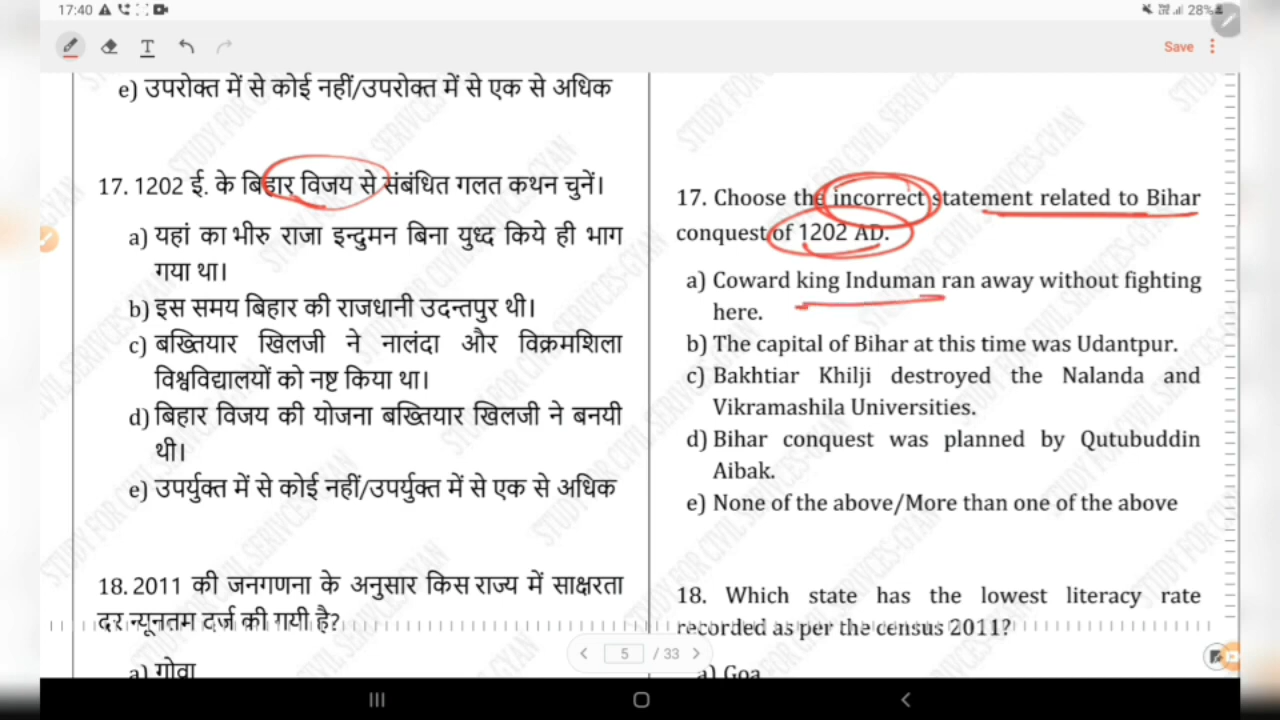 17:40
28%
T
Save
e) उपरोक्त में से कोई नहीं/उपरोक्त में से एक से अधिक
17. 1202 ई. के बिहार विजय से संबंधित गलत कथन चुनें।
a) यहां का भीरु राजा इन्दुमन बिना युध्द किये ही भाग
गया था।
b) इस समय बिहार की राजधानी उदन्तपुर थी।
c) बख्तियार खिलजी ने नालंदा और विक्रमशिला
विश्वविद्यालयों को नष्ट किया था।
d) बिहार विजय की योजना बख्तियार खिलजी ने बनयी
थी।
e) उपर्युक्त में से कोई नहीं/उपर्युक्त में से एक से अधिक
18. 2011 की जनगणना के अनुसार किस राज्य में साक्षरता
दर न्यूनतम दर्ज की गयी है?
a) गोवा
17. Choose the incorrect statement related to Bihar
conquest of 1202 AD.
a) Coward king Induman ran away without fighting
here.
b) The capital of Bihar at this time was Udantpur.
c) Bakhtiar Khilji destroyed the Nalanda and
Vikramashila Universities.
d) Bihar conquest was planned by Qutubuddin
Aibak.
e) None of the above/More than one of the above
18. Which state has the lowest literacy rate
recorded as per the census 2011?
a) Goa
5 / 33
STUDY FOR CIVIL SERIVCES-GYAN